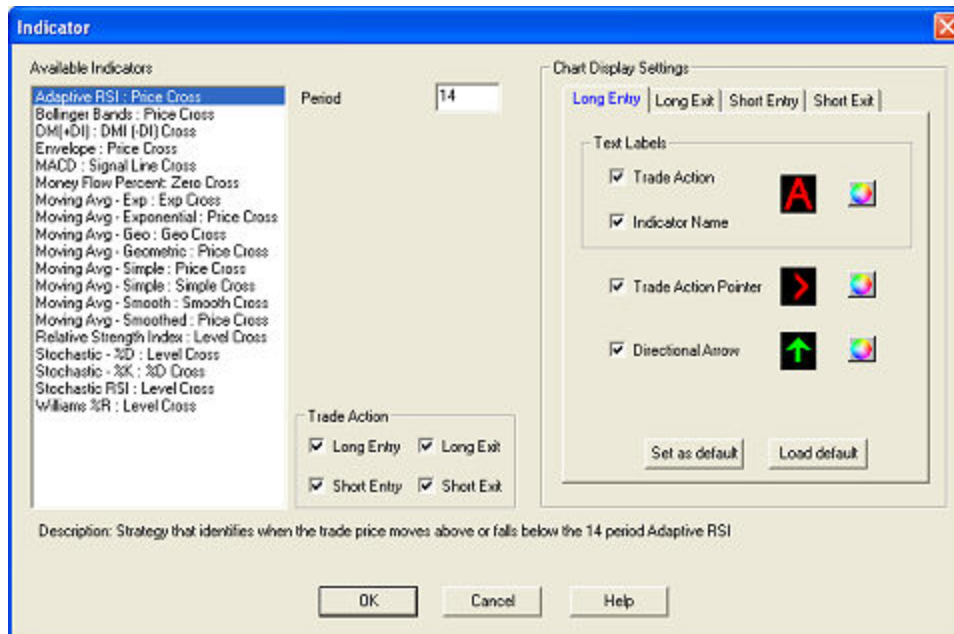 Indicator
Available Indicators
Adaptive RSI : Price Cross
Bollinger Bands : Price Cross
DMI(+DI) : DMI (-DI) Cross
Envelope : Price Cross
MACD : Signal Line Cross
Money Flow Percent: Zero Cross
Moving Avg - Exp : Exp Cross
Moving Avg - Exponential : Price Cross
Moving Avg - Geo : Geo Cross
Moving Avg - Geometric : Price Cross
Moving Avg - Simple : Price Cross
Moving Avg - Simple : Simple Cross
Moving Avg - Smooth : Smooth Cross
Moving Avg - Smoothed : Price Cross
Relative Strength Index : Level Cross
Stochastic - %D : Level Cross
Stochastic - %K : %D Cross
Stochastic RSI : Level Cross
Williams %R : Level Cross
Period 14
Trade Action
Long Entry Long Exit
Short Entry Short Exit
Chart Display Settings
Long Entry Long Exit Short Entry Short Exit
Text Labels
Trade Action
A
Indicator Name
Trade Action Pointer
Directional Arrow
Set as default Load default
Description: Strategy that identifies when the trade price moves above or falls below the 14 period Adaptive RSI
OK Cancel Help